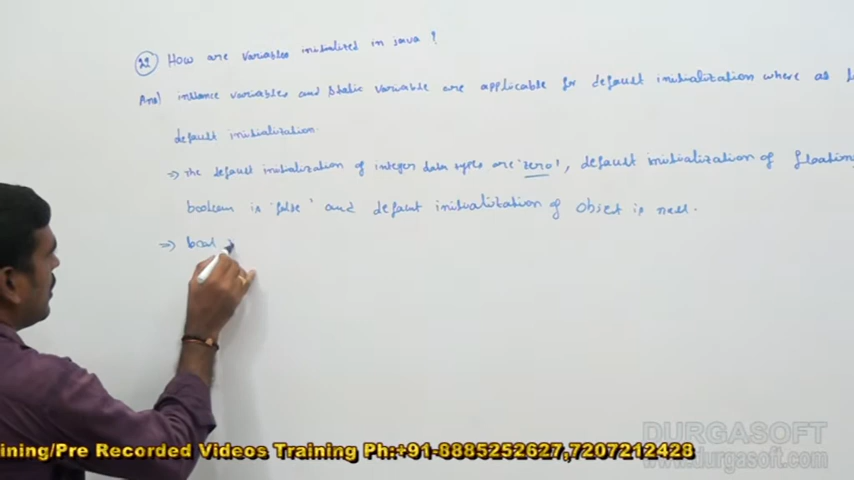 22 How are variables initialized in java ?
Ans) instance variables and static variable are applicable for default initialization where as
default initialization.
=> the default initialization of integer data types are 'zero', default initialization of floating
boolean is 'false' and default initialization of object is null.
=>
ining/Pre Recorded Videos Training Ph:+91-8885252627,7207212428
DURGASOFT
www.durgasoft.com